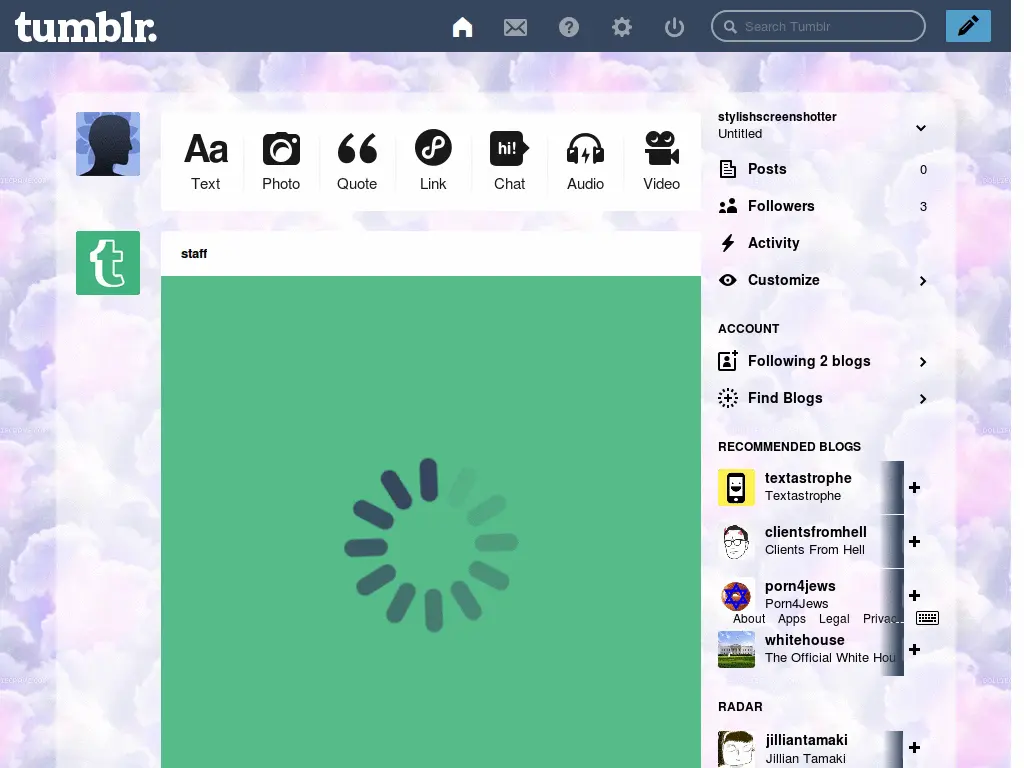 tumblr.
Search Tumblr
Aa
hi!
Text
Photo
Quote
Link
Chat
Audio
Video
staff
stylishscreenshotter
Untitled
Posts 0
Followers 3
Activity
Customize
ACCOUNT
Following 2 blogs
Find Blogs
RECOMMENDED BLOGS
textastrophe
Textastrophe
clientsfromhell
Clients From Hell
porn4jews
Porn4Jews
About Apps Legal Privac
whitehouse
The Official White Hou
RADAR
jilliantamaki
Jillian Tamaki